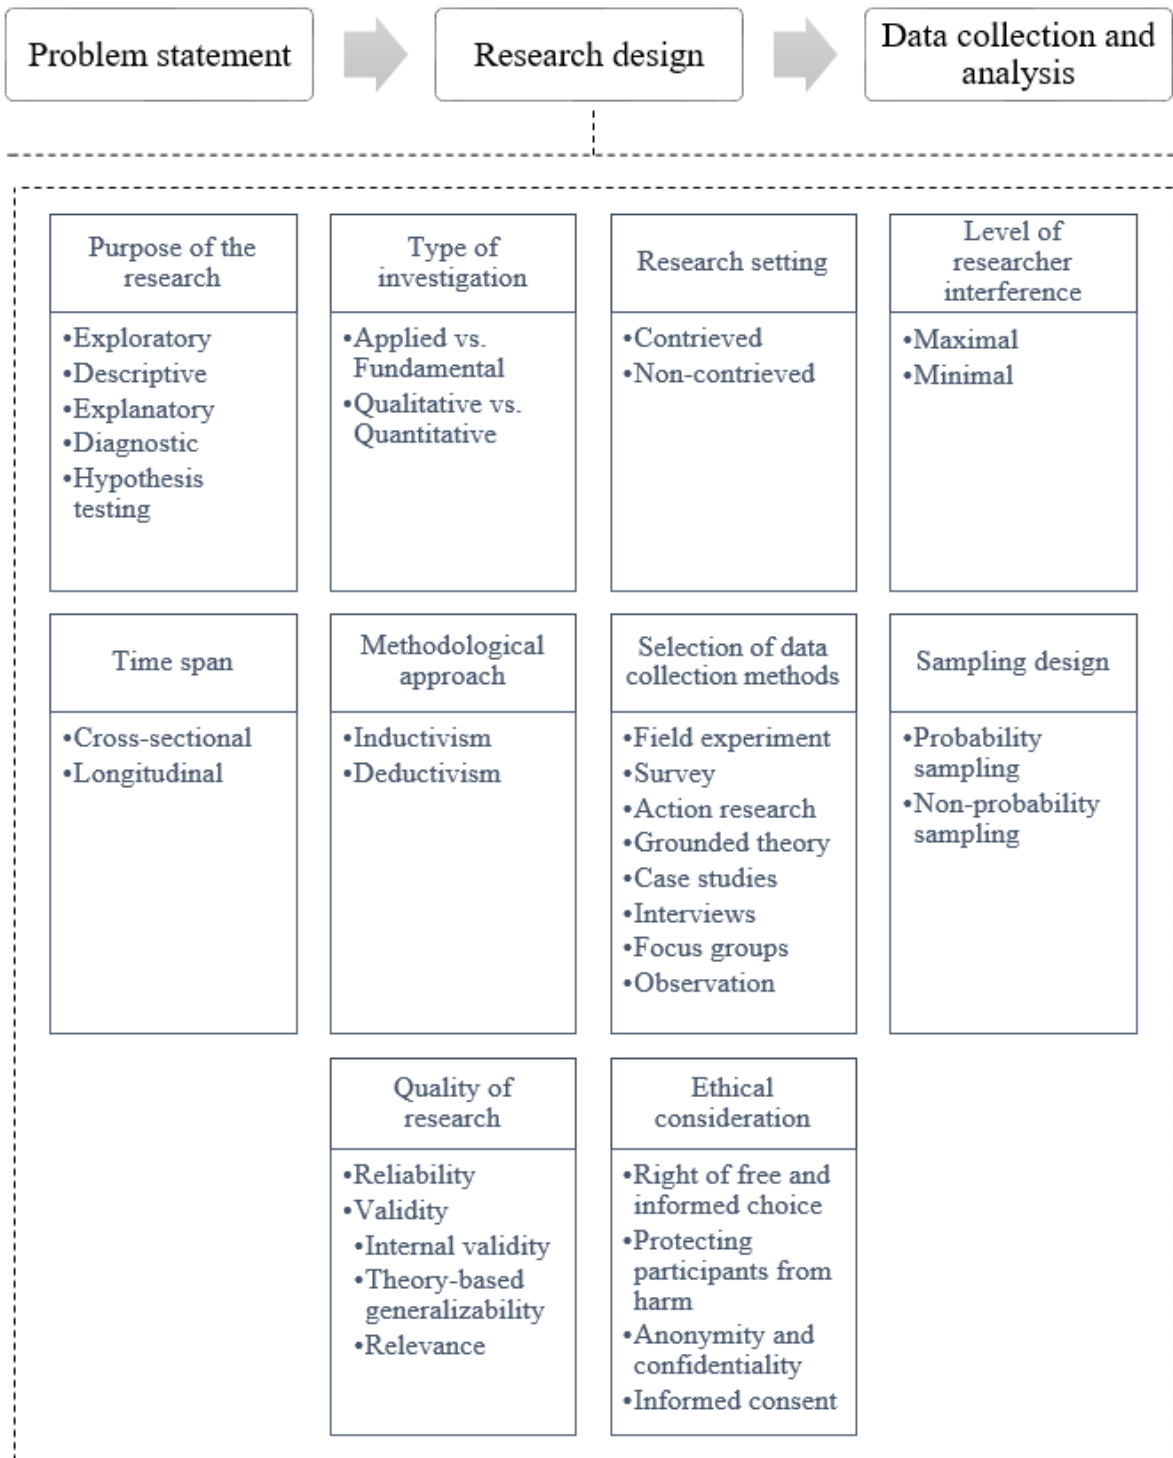 Problem statement
Research design
Data collection and
analysis
Purpose of the
research
•Exploratory
•Descriptive
•Explanatory
•Diagnostic
•Hypothesis
testing
Type of
investigation
•Applied vs.
Fundamental
•Qualitative vs.
Quantitative
Research setting
•Contrieved
•Non-contrieved
Level of
researcher
interference
•Maximal
•Minimal
Time span
•Cross-sectional
•Longitudinal
Methodological
approach
•Inductivism
•Deductivism
Selection of data
collection methods
•Field experiment
•Survey
•Action research
•Grounded theory
•Case studies
•Interviews
•Focus groups
•Observation
Sampling design
•Probability
sampling
•Non-probability
sampling
Quality of
research
•Reliability
•Validity
•Internal validity
•Theory-based
generalizability
•Relevance
Ethical
consideration
•Right of free and
informed choice
•Protecting
participants from
harm
•Anonymity and
confidentiality
•Informed consent